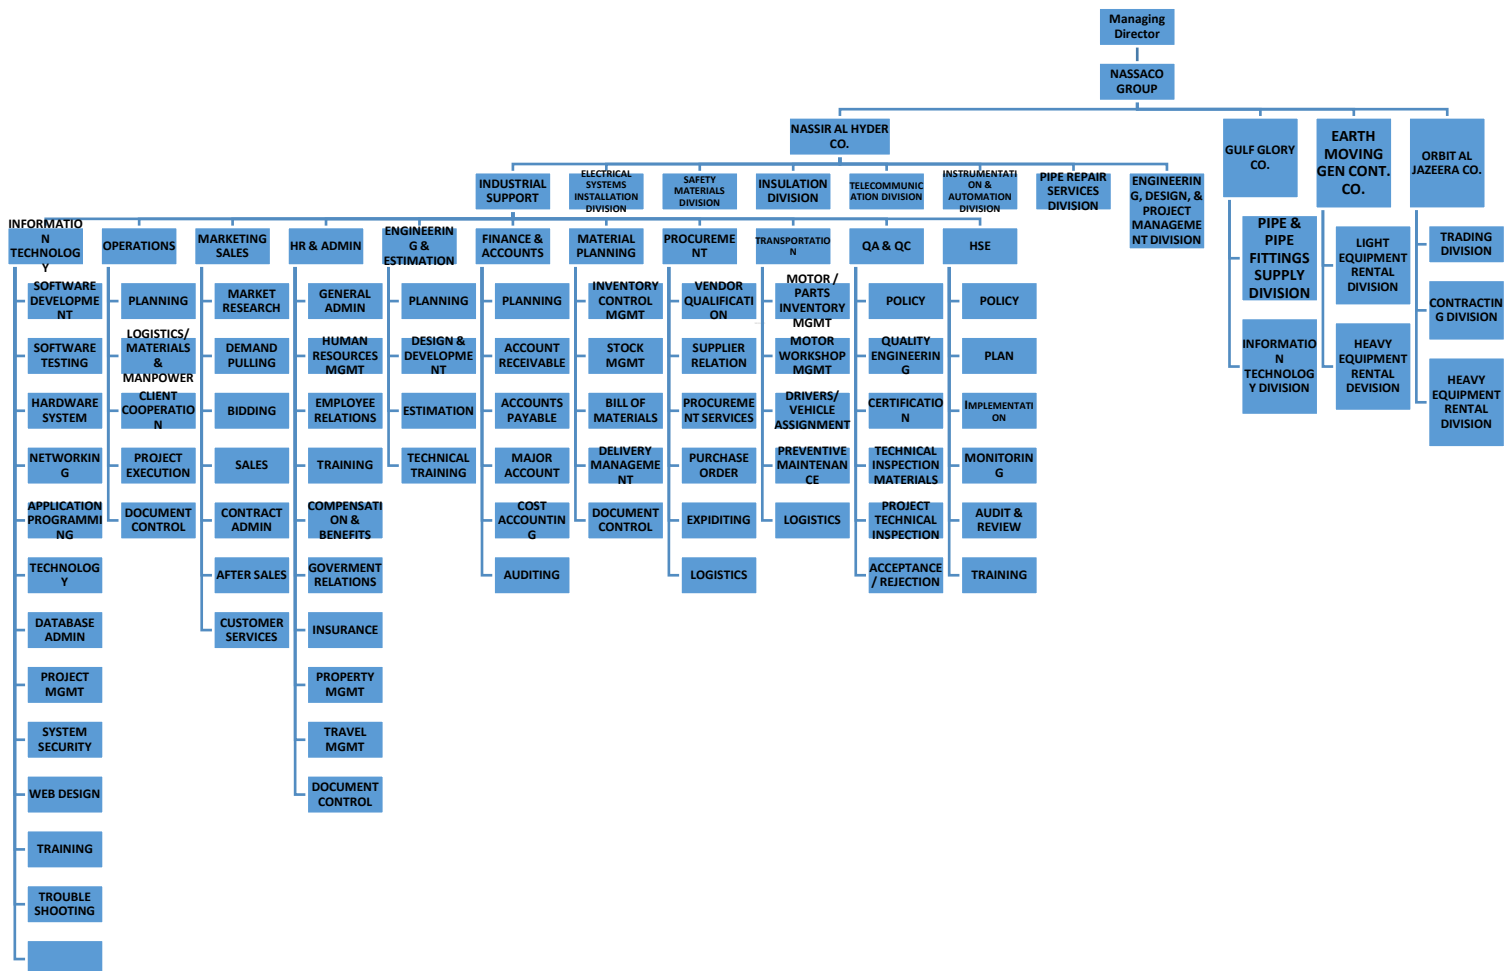 Managing
Director
NASSACO
GROUP
NASSIR AL HYDER
CO.
GULF GLORY
CO.
EARTH
MOVING
GEN CONT.
CO.
ORBIT AL
JAZEERA CO.
INDUSTRIAL
SUPPORT
ELECTRICAL
SYSTEMS
INSTALLATION
DIVISION
SAFETY
MATERIALS
DIVISION
INSULATION
DIVISION
TELECOMMUNIC
ATION DIVISION
INSTRUMENTATI
ON &
AUTOMATION
DIVISION
PIPE REPAIR
SERVICES
DIVISION
ENGINEERIN
G, DESIGN, &
PROJECT
MANAGEME
NT DIVISION
PIPE &
PIPE
FITTINGS
SUPPLY
DIVISION
INFORMATIO
N
TECHNOLOG
Y DIVISION
LIGHT
EQUIPMENT
RENTAL
DIVISION
HEAVY
EQUIPMENT
RENTAL
DEVISION
TRADING
DIVISION
CONTRACTIN
G DIVISION
HEAVY
EQUIPMENT
RENTAL
DIVISION
INFORMATIO
N
TECHNOLOG
Y
SOFTWARE
DEVELOPME
NT
SOFTWARE
TESTING
HARDWARE
SYSTEM
NETWORKIN
G
APPLICATION
PROGRAMMI
NG
TECHNOLOG
Y
DATABASE
ADMIN
PROJECT
MGMT
SYSTEM
SECURITY
WEB DESIGN
TRAINING
TROUBLE
SHOOTING
OPERATIONS
PLANNING
LOGISTICS/
MATERIALS
&
MANPOWER
CLIENT
COOPERATIO
N
PROJECT
EXECUTION
DOCUMENT
CONTROL
MARKETING
SALES
MARKET
RESEARCH
DEMAND
PULLING
BIDDING
SALES
CONTRACT
ADMIN
AFTER SALES
CUSTOMER
SERVICES
HR & ADMIN
GENERAL
ADMIN
HUMAN
RESOURCES
MGMT
EMPLOYEE
RELATIONS
TRAINING
COMPENSATI
ON &
BENEFITS
GOVERMENT
RELATIONS
INSURANCE
PROPERTY
MGMT
TRAVEL
MGMT
DOCUMENT
CONTROL
ENGINEERIN
G &
ESTIMATION
PLANNING
DESIGN &
DEVELOPME
NT
ESTIMATION
TECHNICAL
TRAINING
FINANCE &
ACCOUNTS
PLANNING
ACCOUNT
RECEIVABLE
ACCOUNTS
PAYABLE
MAJOR
ACCOUNT
COST
ACCOUNTIN
G
AUDITING
MATERIAL
PLANNING
INVENTORY
CONTROL
MGMT
STOCK
MGMT
BILL OF
MATERIALS
DELIVERY
MANAGEME
NT
DOCUMENT
CONTROL
PROCUREME
NT
VENDOR
QUALIFICATI
ON
SUPPLIER
RELATION
PROCUREME
NT SERVICES
PURCHASE
ORDER
EXPIDITING
LOGISTICS
TRANSPORTATIO
N
MOTOR /
PARTS
INVENTORY
MGMT
MOTOR
WORKSHOP
MGMT
DRIVERS/
VEHICLE
ASSIGNMENT
PREVENTIVE
MAINTENAN
CE
LOGISTICS
QA & QC
POLICY
QUALITY
ENGINEERIN
G
CERTIFICATIO
N
TECHNICAL
INSPECTION
MATERIALS
PROJECT
TECHNICAL
INSPECTION
ACCEPTANCE
/ REJECTION
HSE
POLICY
PLAN
IMPLEMENTATI
ON
MONITORIN
G
AUDIT &
REVIEW
TRAINING